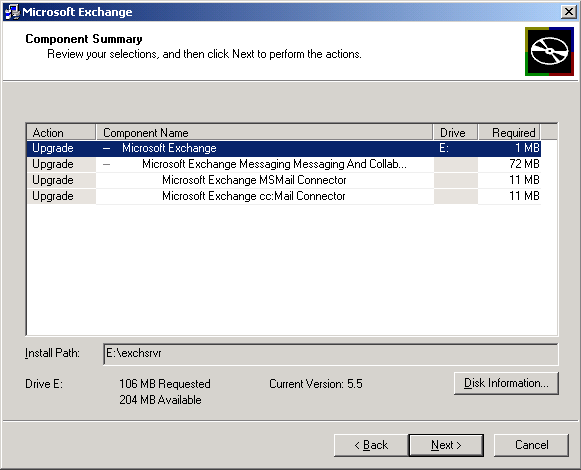 Microsoft Exchange
Component Summary
Review your selections, and then click Next to perform the actions.
Action Component Name Drive Required
Upgrade — Microsoft Exchange E: 1 MB
Upgrade — Microsoft Exchange Messaging Messaging And Collab... 72 MB
Upgrade Microsoft Exchange MSMail Connector 11 MB
Upgrade Microsoft Exchange cc:Mail Connector 11 MB
Install Path: E:\exchsrvr
Drive E: 106 MB Requested Current Version: 5.5 Disk Information...
204 MB Available
< Back Next > Cancel